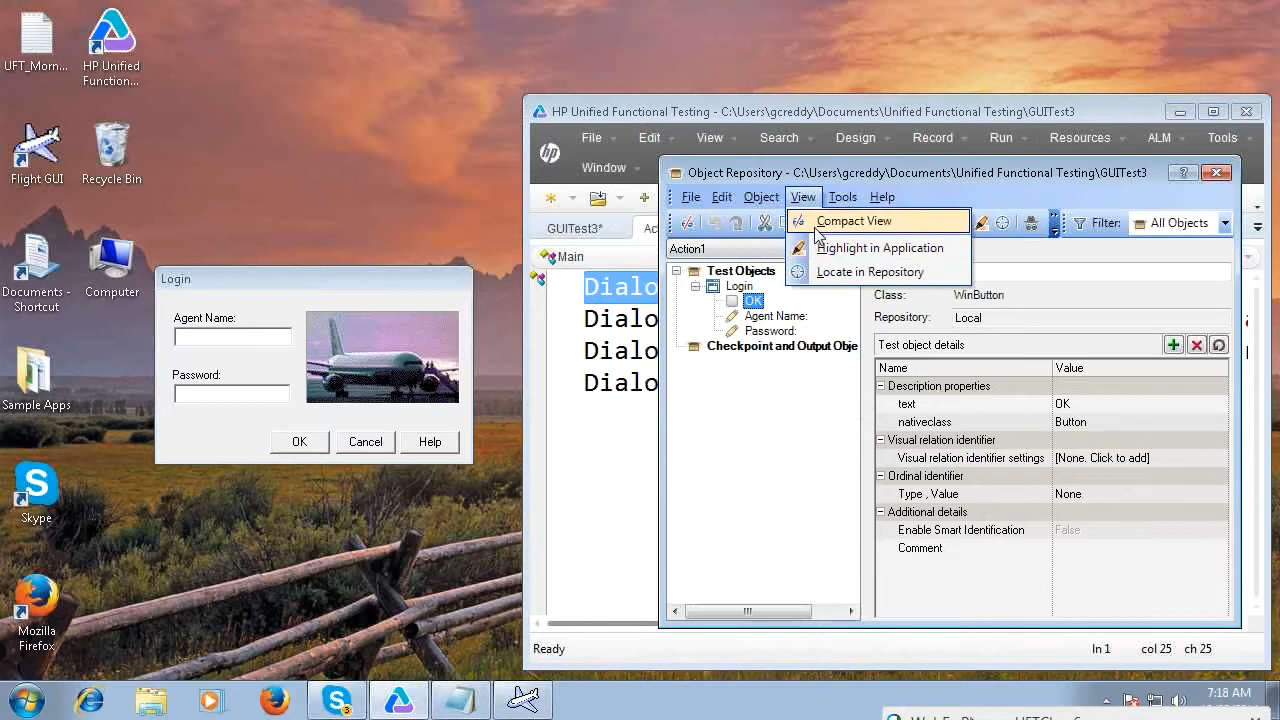 UFT_Morn...
HP Unified
Function...
Flight GUI
Recycle Bin
Documents -
Shortcut
Computer
Sample Apps
Skype
Mozilla
Firefox
Login
Agent Name:
Password:
OK
Cancel
Help
HP Unified Functional Testing - C:\Users\gcreddy\Documents\Unified Functional Testing\GUITest3
hp
File
Edit
View
Search
Design
Record
Run
Resources
ALM
Tools
Window
GUITest3*
Ac
Main
Dialo
Dialo
Dialo
Dialo
Ready
ln 1
col 25
ch 25
Object Repository - C:\Users\gcreddy\Documents\Unified Functional Testing\GUITest3
File
Edit
Object
View
Tools
Help
Compact View
Highlight in Application
Locate in Repository
Filter:
All Objects
Action1
Test Objects
Login
OK
Agent Name:
Password:
Checkpoint and Output Obje
Class:
WinButton
Repository:
Local
Test object details
Name
Value
Description properties
text
OK
nativeclass
Button
Visual relation identifier
Visual relation identifier settings
[None. Click to add]
Ordinal identifier
Type , Value
None
Additional details
Enable Smart Identification
False
Comment
3
7:18 AM